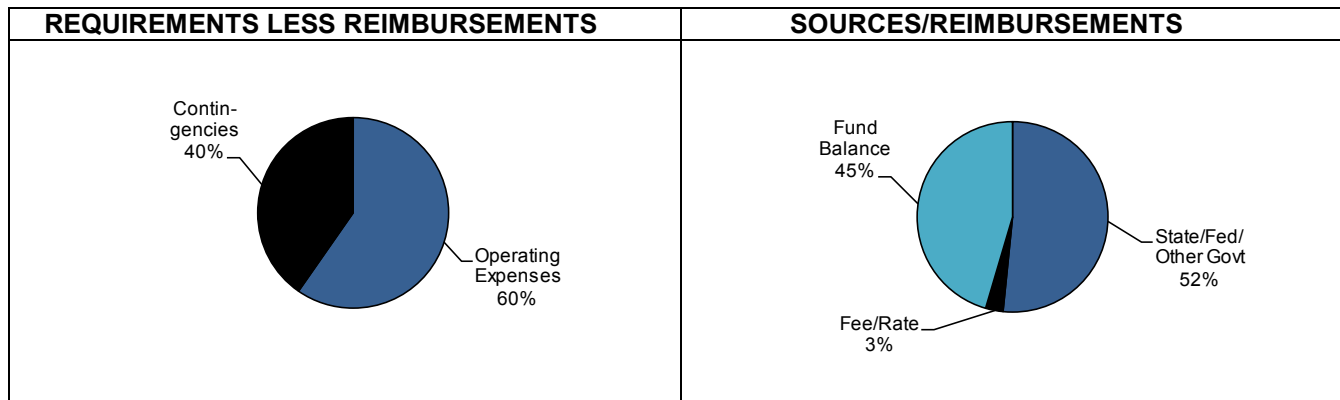 REQUIREMENTS LESS REIMBURSEMENTS
SOURCES/REIMBURSEMENTS
Contin-
gencies
40%
Operating
Expenses
60%
Fund
Balance
45%
State/Fed/
Other Govt
52%
Fee/Rate
3%